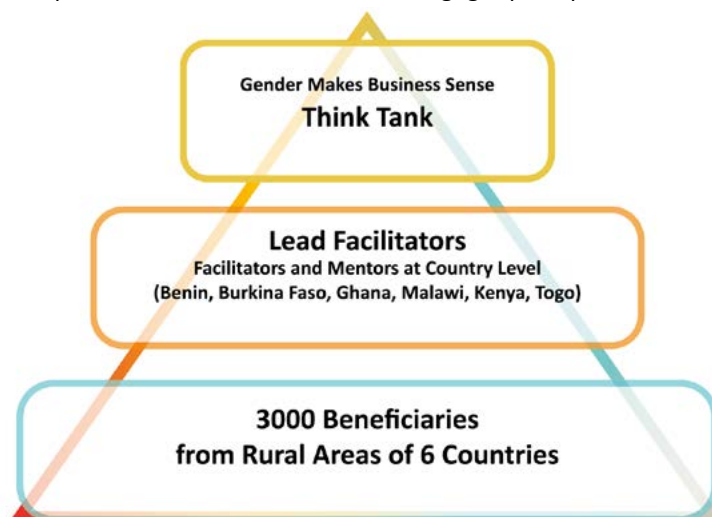 Gender Makes Business Sense
Think Tank
Lead Facilitators
Facilitators and Mentors at Country Level
(Benin, Burkina Faso, Ghana, Malawi, Kenya, Togo)
3000 Beneficiaries
from Rural Areas of 6 Countries